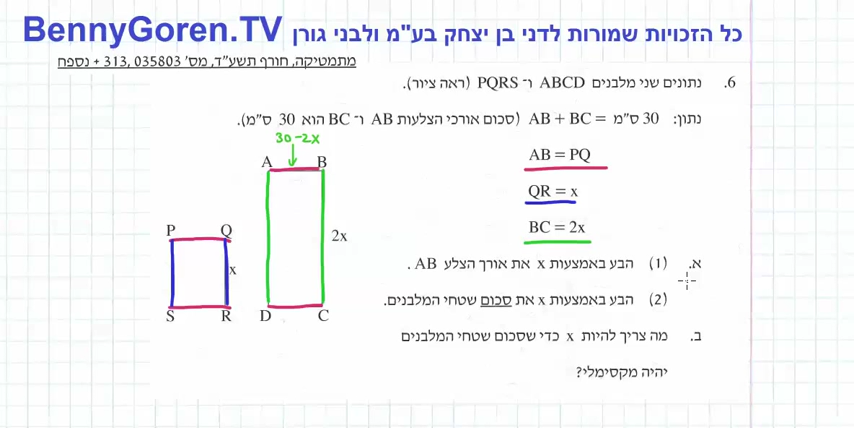 כל הזכויות שמורות לדני בן יצחק בע"מ ולבני גורן BennyGoren.TV
מתמטיקה, חורף תשע"ד, מס' 035803, 313 + נספח
.6 נתונים שני מלבנים ABCD ו־ PQRS (ראה ציור).
נתון: 30 ס"מ = AB + BC (סכום אורכי הצלעות AB ו־ BC הוא 30 ס"מ).
AB = PQ
QR = x
BC = 2x
30-2x
A B
P Q
2x
x
S R D C
א. (1) הבע באמצעות x את אורך הצלע AB .
(2) הבע באמצעות x את סכום שטחי המלבנים.
ב. מה צריך להיות x כדי שסכום שטחי המלבנים
יהיה מקסימלי?